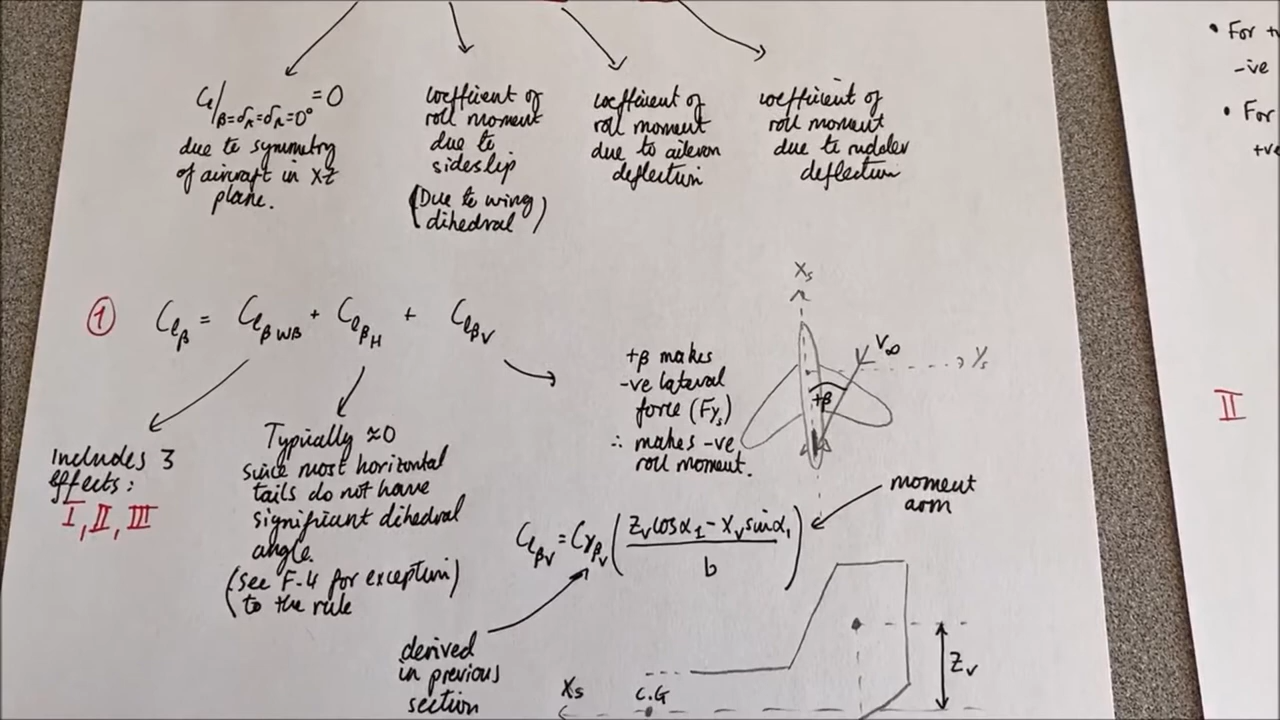 Cℓ/β=δA=δR=0° = 0
due to symmetry
of aircraft in XZ
plane.
coefficient of
roll moment
due to
sideslip
(Due to wing
dihedral)
coefficient of
roll moment
due to aileron
deflection
coefficient of
roll moment
due to rudder
deflection
① Cℓβ = CℓβWB + CℓβH + CℓβV
Includes 3
effects:
I, II, III
Typically ≈0
since most horizontal
tails do not have
significant dihedral
angle.
(see F-4 for exception)
to the rule
+β makes
-ve lateral
force (Fys)
∴ makes -ve
roll moment.
Xs
V∞
Ys
+β
moment
arm
CℓβV = CyβV (ZV cosα1 - XV sinα1 / b)
derived
in previous
section
Xs
C.G
ZV
• For +v
-ve
• For
+ve
II